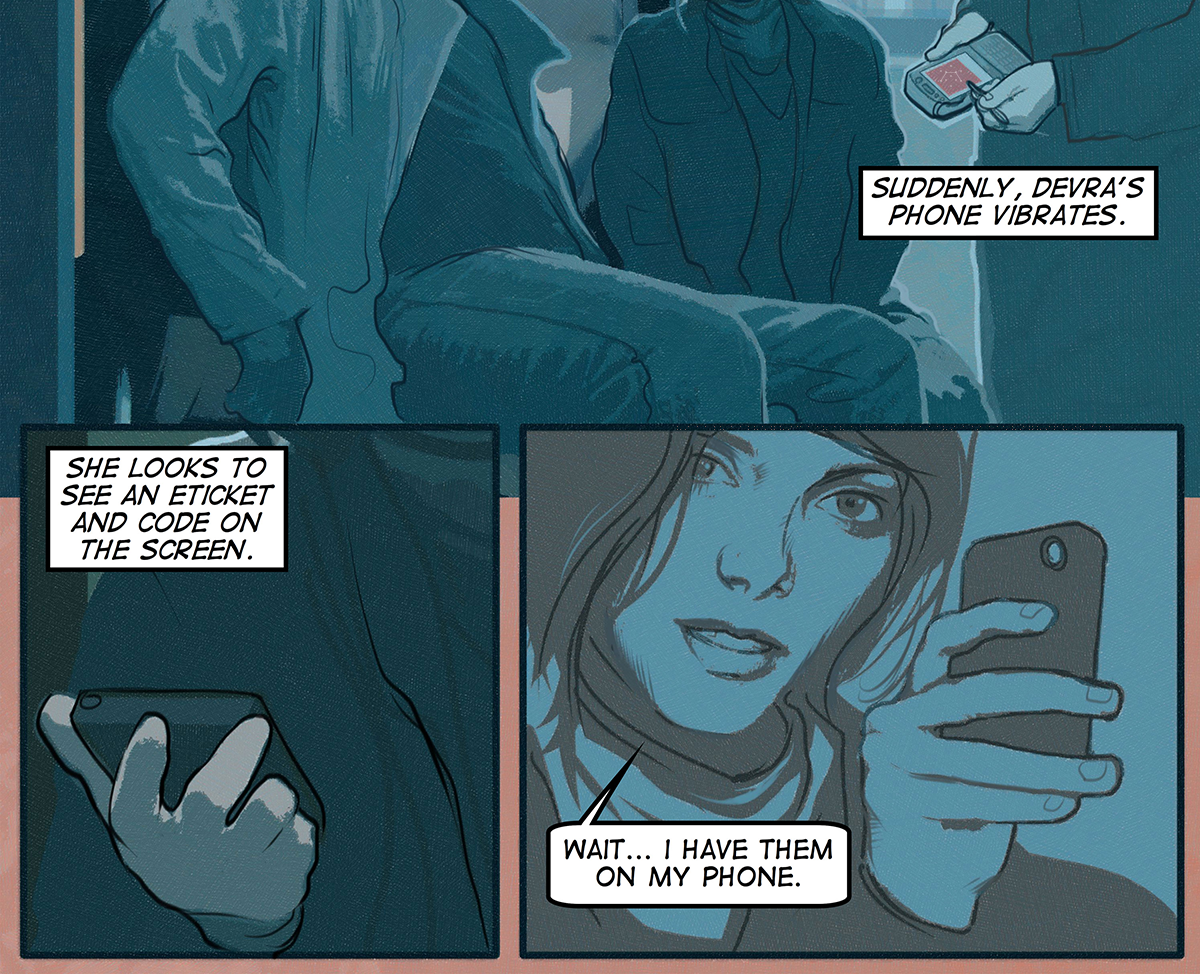 SUDDENLY, DEVRA'S
PHONE VIBRATES.
SHE LOOKS TO
SEE AN ETICKET
AND CODE ON
THE SCREEN.
WAIT... I HAVE THEM
ON MY PHONE.